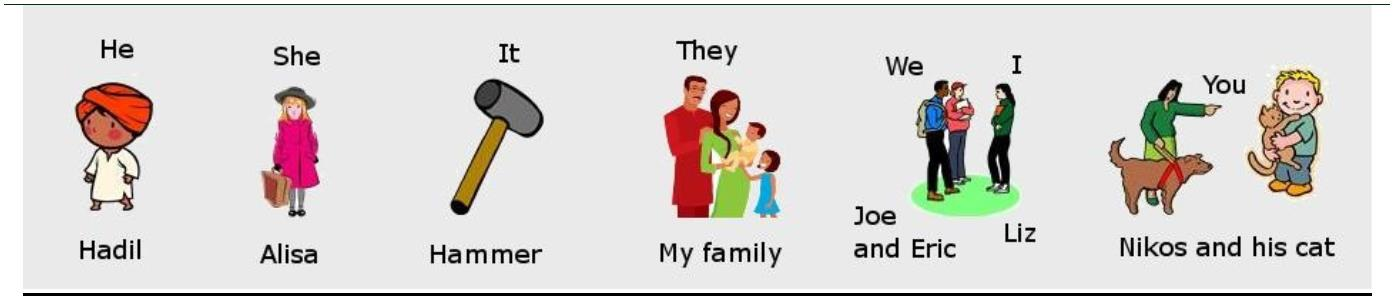 He
She
It
They
We
I
You
Hadil
Alisa
Hammer
My family
Joe
and Eric
Liz
Nikos and his cat